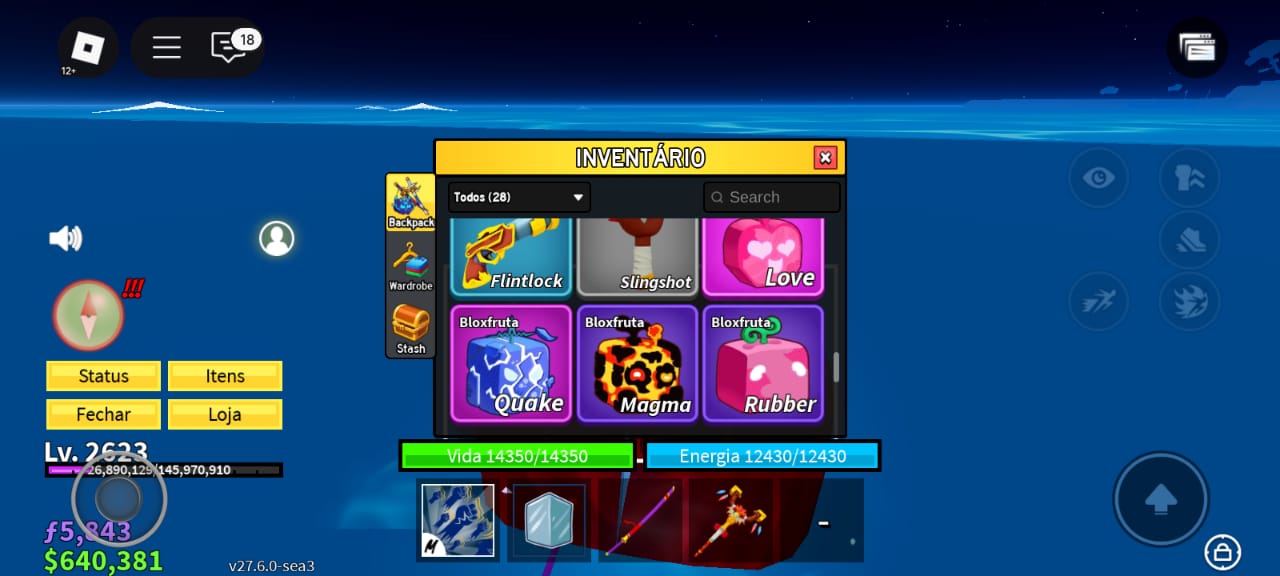 12+
18
INVENTÁRIO
Todos (28)
Search
Backpack
Wardrobe
Stash
Flintlock
Slingshot
Love
Bloxfruta
Quake
Bloxfruta
Magma
Bloxfruta
Rubber
!!!
Status
Itens
Fechar
Loja
Lv. 2623
26,890,129/145,970,910
Vida 14350/14350
Energia 12430/12430
M
ƒ5,843
$640,381
v27.6.0-sea3